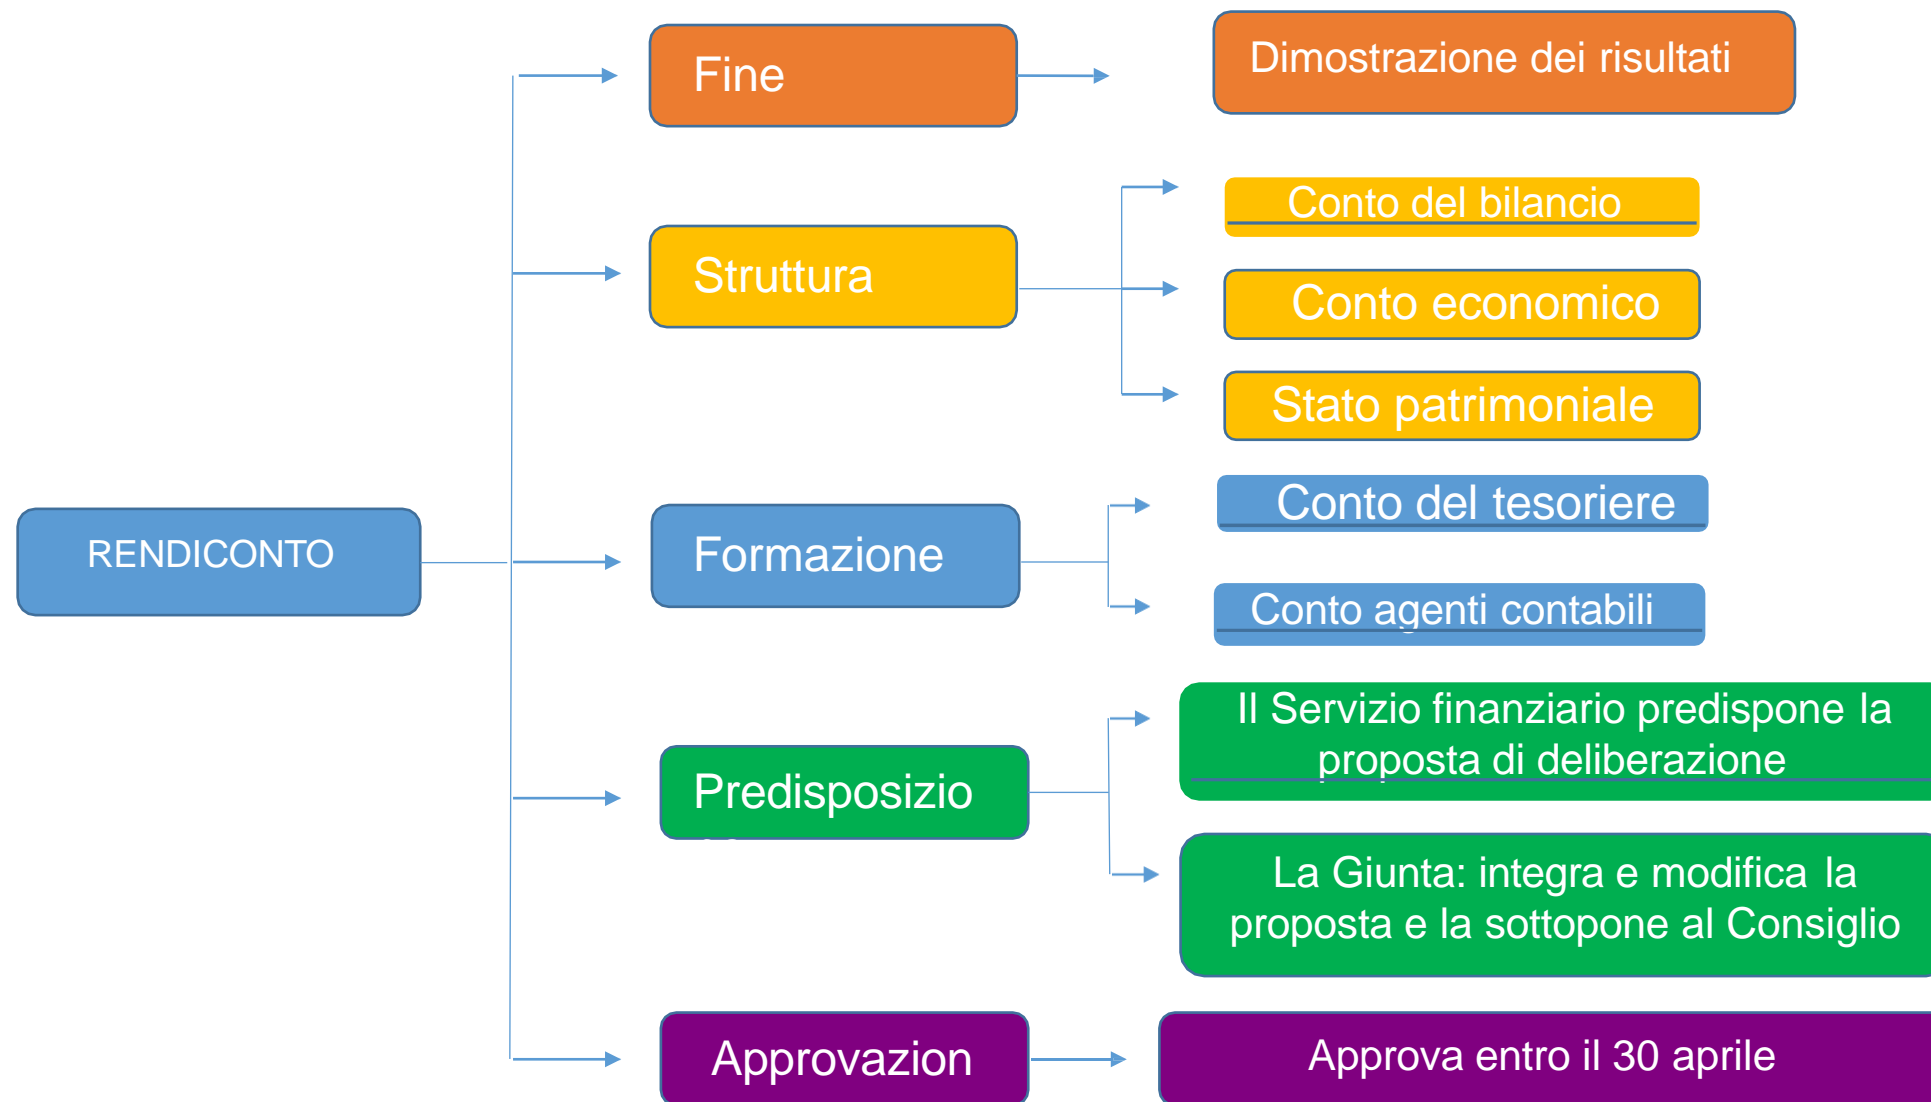 Fine
Dimostrazione dei risultati
Struttura
Conto del bilancio
Conto economico
Stato patrimoniale
RENDICONTO
Formazione
Conto del tesoriere
Conto agenti contabili
Predisposizio
Il Servizio finanziario predispone la
proposta di deliberazione
La Giunta: integra e modifica la
proposta e la sottopone al Consiglio
Approvazion
Approva entro il 30 aprile